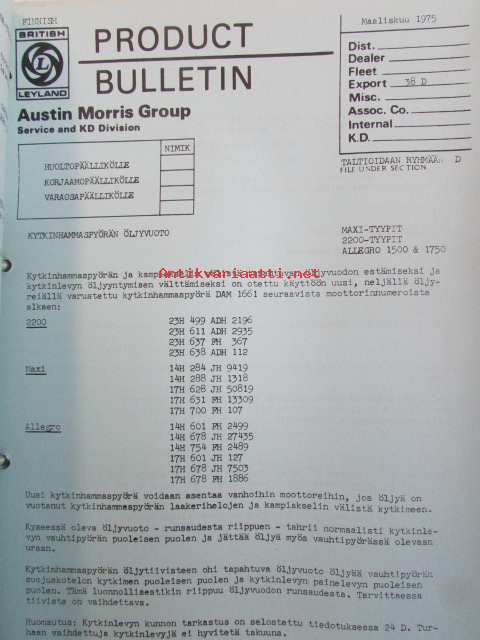 FINNISH
BRITISH
LEYLAND
PRODUCT
BULLETIN
Austin Morris Group
Service and KD Division
Maaliskuu 1975
Dist.
Dealer
Fleet
Export 38 D
Misc.
Assoc. Co.
Internal
K.D.
TALTIOIDAAN RYHMÄÄN D
FILE UNDER SECTION
NIMIK
HUOLTOPÄÄLLIKÖLLE
KORJAAMOPÄÄLLIKÖLLE
VARAOSAPÄÄLLIKÖLLE
KYTKINHAMMASPYÖRÄN ÖLJYVUOTO
MAXI-TYYPIT
2200-TYYPIT
ALLEGRO 1500 & 1750
Antikvariaatti.net
Kytkinhammaspyörän ja öljyvuodon estämiseksi ja
kytkinlevyn öljyyntymisen välttämiseksi on otettu käyttöön uusi, neljällä öljy-
reiällä varustettu kytkinhammaspyörä DAM 1661 seuraavista moottorinnumeroista
alkaen:
2200 23H 499 ADH 2196
23H 611 ADH 2935
23H 637 FH 367
23H 638 ADH 112
Maxi 14H 284 JH 9419
14H 288 JH 1318
17H 628 JH 50819
17H 631 FH 13309
17H 700 FH 107
Allegro 14H 601 FH 2499
14H 678 JH 27435
14H 754 FH 2489
17H 601 JH 127
17H 678 JH 7503
17H 678 FH 1886
Uusi kytkinhammaspyörä voidaan asentaa vanhoihin moottoreihin, jos öljyä on
vuotanut kytkinhammaspyörän laakeriholojen ja kampiakselin välistä kytkimeen.
Kyseessä oleva öljyvuoto - runsaudesta riippuen - tahrii normaalisti kytkinle-
vyn vauhtipyörän puoleisen puolen ja jättää öljyä myös vauhtipyörässä olevaan
uraan.
Kytkinhammaspyörän öljytiivisteen ohi tapahtuva öljyvuoto öljyää vauhtipyörän
suojuskotelon kytkimen puoleisen puolen ja kytkinlevyn painelevyn puoleisen
puolen. Tämä luonnollisestikin riippuu öljyvuodon runsaudesta. Tarvittaessa
tiiviste on vaihdettava.
Huomautus: Kytkinlevyn kunnon tarkastus on selostettu tiedotuksessa 24 D. Tur-
haan vaihdettuja kytkinlevyjä ei hyvitetä takuuna.